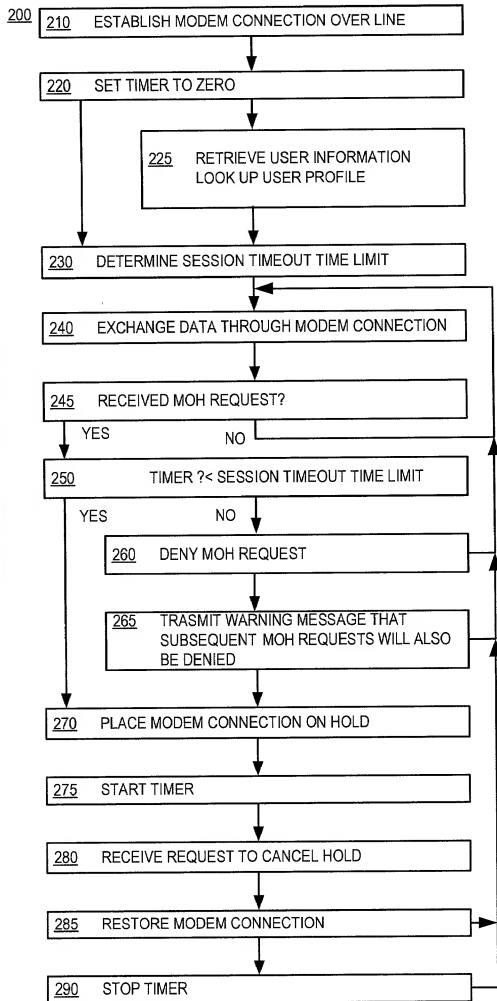 200
210 ESTABLISH MODEM CONNECTION OVER LINE
220 SET TIMER TO ZERO
225 RETRIEVE USER INFORMATION
LOOK UP USER PROFILE
230 DETERMINE SESSION TIMEOUT TIME LIMIT
240 EXCHANGE DATA THROUGH MODEM CONNECTION
245 RECEIVED MOH REQUEST?
YES NO
250 TIMER ?< SESSION TIMEOUT TIME LIMIT
YES NO
260 DENY MOH REQUEST
265 TRASMIT WARNING MESSAGE THAT
SUBSEQUENT MOH REQUESTS WILL ALSO
BE DENIED
270 PLACE MODEM CONNECTION ON HOLD
275 START TIMER
280 RECEIVE REQUEST TO CANCEL HOLD
285 RESTORE MODEM CONNECTION
290 STOP TIMER